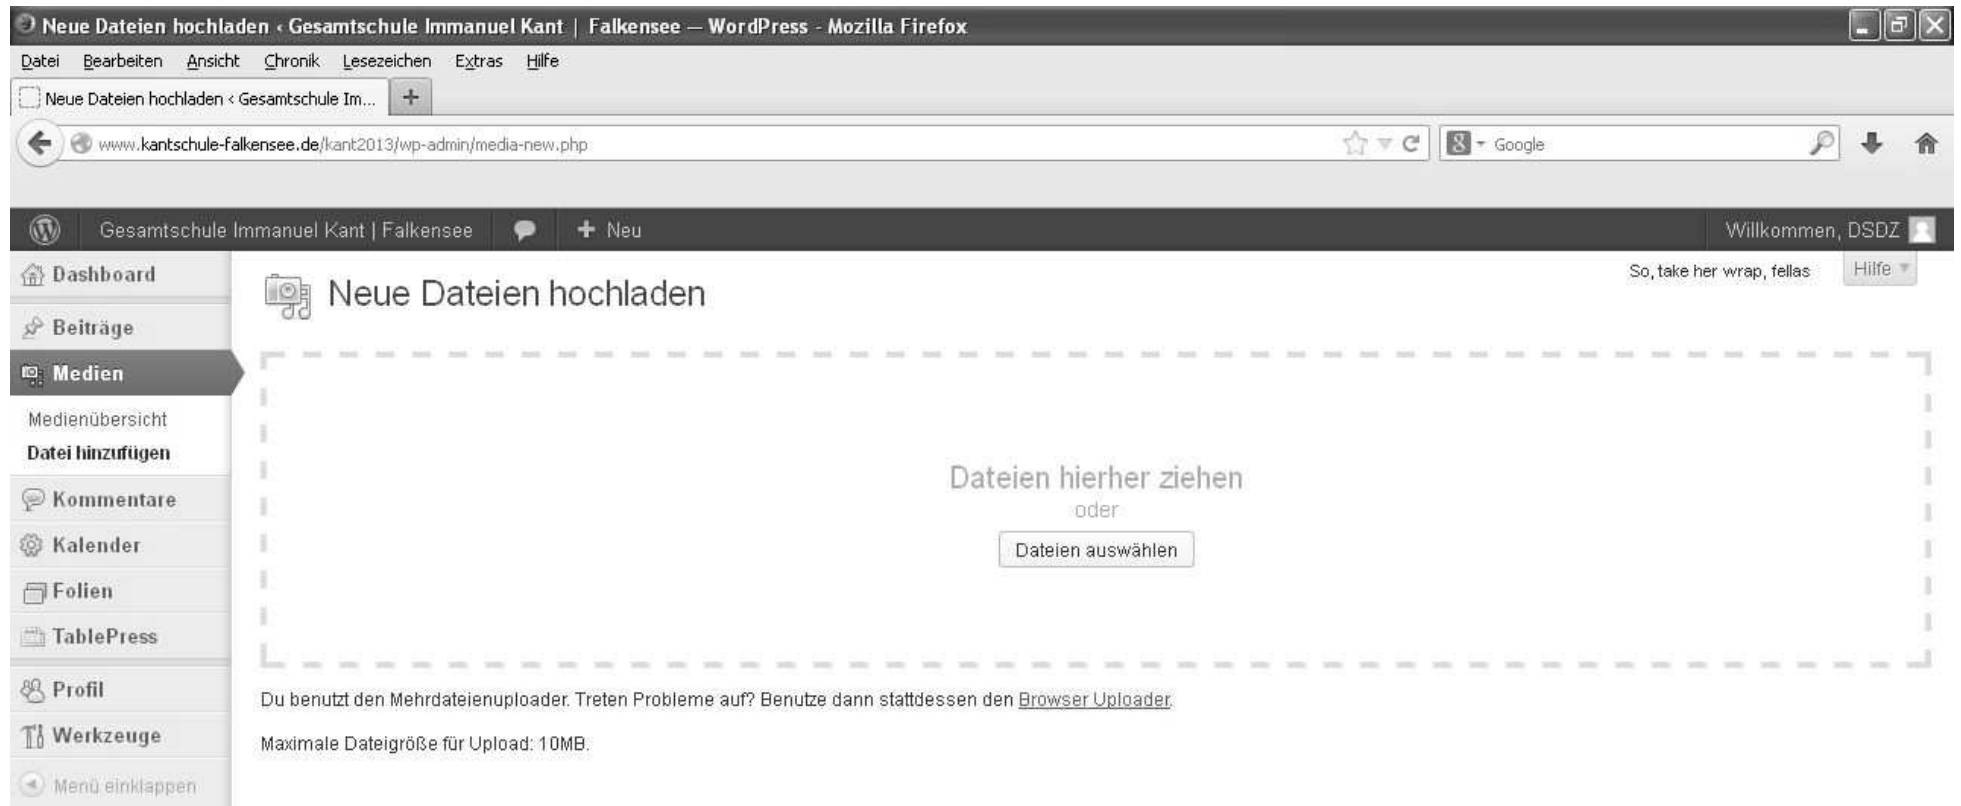 Neue Dateien hochladen ‹ Gesamtschule Immanuel Kant | Falkensee — WordPress - Mozilla Firefox
Datei Bearbeiten Ansicht Chronik Lesezeichen Extras Hilfe
Neue Dateien hochladen ‹ Gesamtschule Im... +
www.kantschule-falkensee.de/kant2013/wp-admin/media-new.php Google
Gesamtschule Immanuel Kant | Falkensee + Neu Willkommen, DSDZ
Dashboard
So, take her wrap, fellas Hilfe
Neue Dateien hochladen
Beiträge
Medien
Medienübersicht
Datei hinzufügen
Dateien hierher ziehen
Kommentare
oder
Kalender
Dateien auswählen
Folien
TablePress
Profil
Du benutzt den Mehrdateienuploader. Treten Probleme auf? Benutze dann stattdessen den Browser Uploader.
Werkzeuge
Maximale Dateigröße für Upload: 10MB.
Menü einklappen